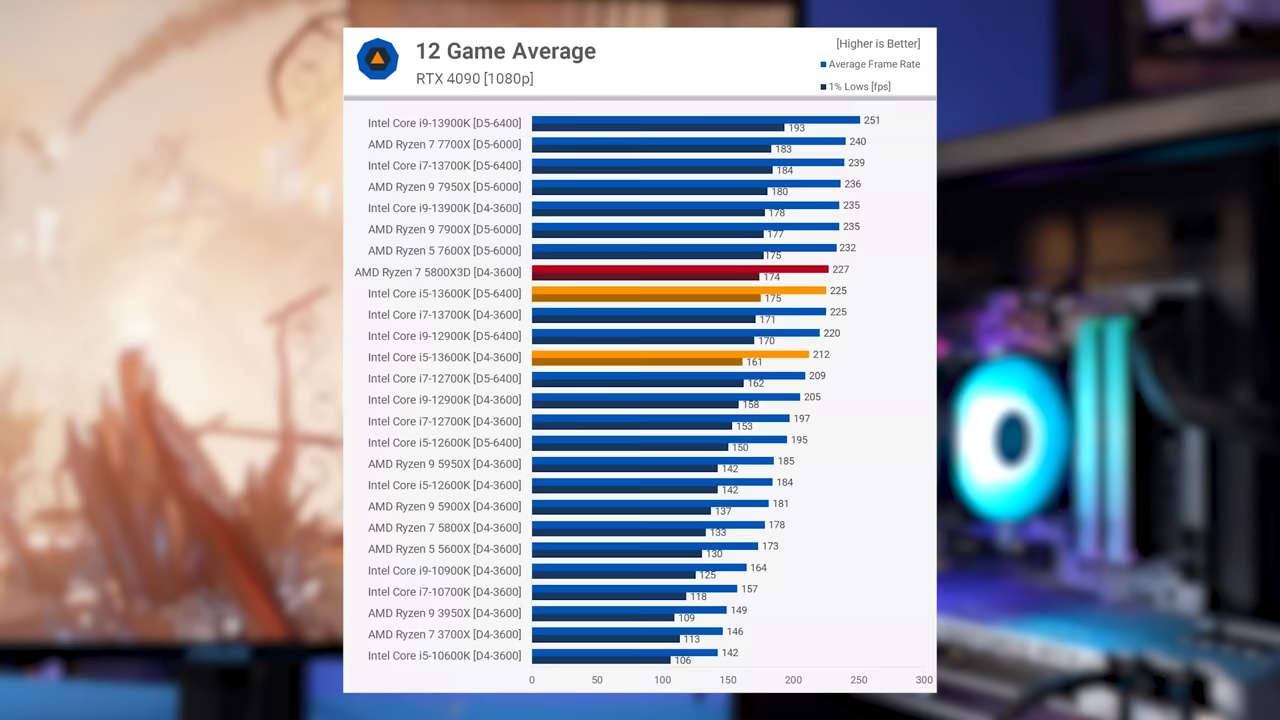 12 Game Average
RTX 4090 [1080p]
[Higher is Better]
Average Frame Rate
1% Lows [fps]
Intel Core i9-13900K [D5-6400] 251 193
AMD Ryzen 7 7700X [D5-6000] 240 183
Intel Core i7-13700K [D5-6400] 239 184
AMD Ryzen 9 7950X [D5-6000] 236 180
Intel Core i9-13900K [D4-3600] 235 178
AMD Ryzen 9 7900X [D5-6000] 235 177
AMD Ryzen 5 7600X [D5-6000] 232 175
AMD Ryzen 7 5800X3D [D4-3600] 227 174
Intel Core i5-13600K [D5-6400] 225 175
Intel Core i7-13700K [D4-3600] 225 171
Intel Core i9-12900K [D5-6400] 220 170
Intel Core i5-13600K [D4-3600] 212 161
Intel Core i7-12700K [D5-6400] 209 162
Intel Core i9-12900K [D4-3600] 205 158
Intel Core i7-12700K [D4-3600] 197 153
Intel Core i5-12600K [D5-6400] 195 150
AMD Ryzen 9 5950X [D4-3600] 185 142
Intel Core i5-12600K [D4-3600] 184 142
AMD Ryzen 9 5900X [D4-3600] 181 137
AMD Ryzen 7 5800X [D4-3600] 178 133
AMD Ryzen 5 5600X [D4-3600] 173 130
Intel Core i9-10900K [D4-3600] 164 125
Intel Core i7-10700K [D4-3600] 157 118
AMD Ryzen 9 3950X [D4-3600] 149 109
AMD Ryzen 7 3700X [D4-3600] 146 113
Intel Core i5-10600K [D4-3600] 142 106
0 50 100 150 200 250 300